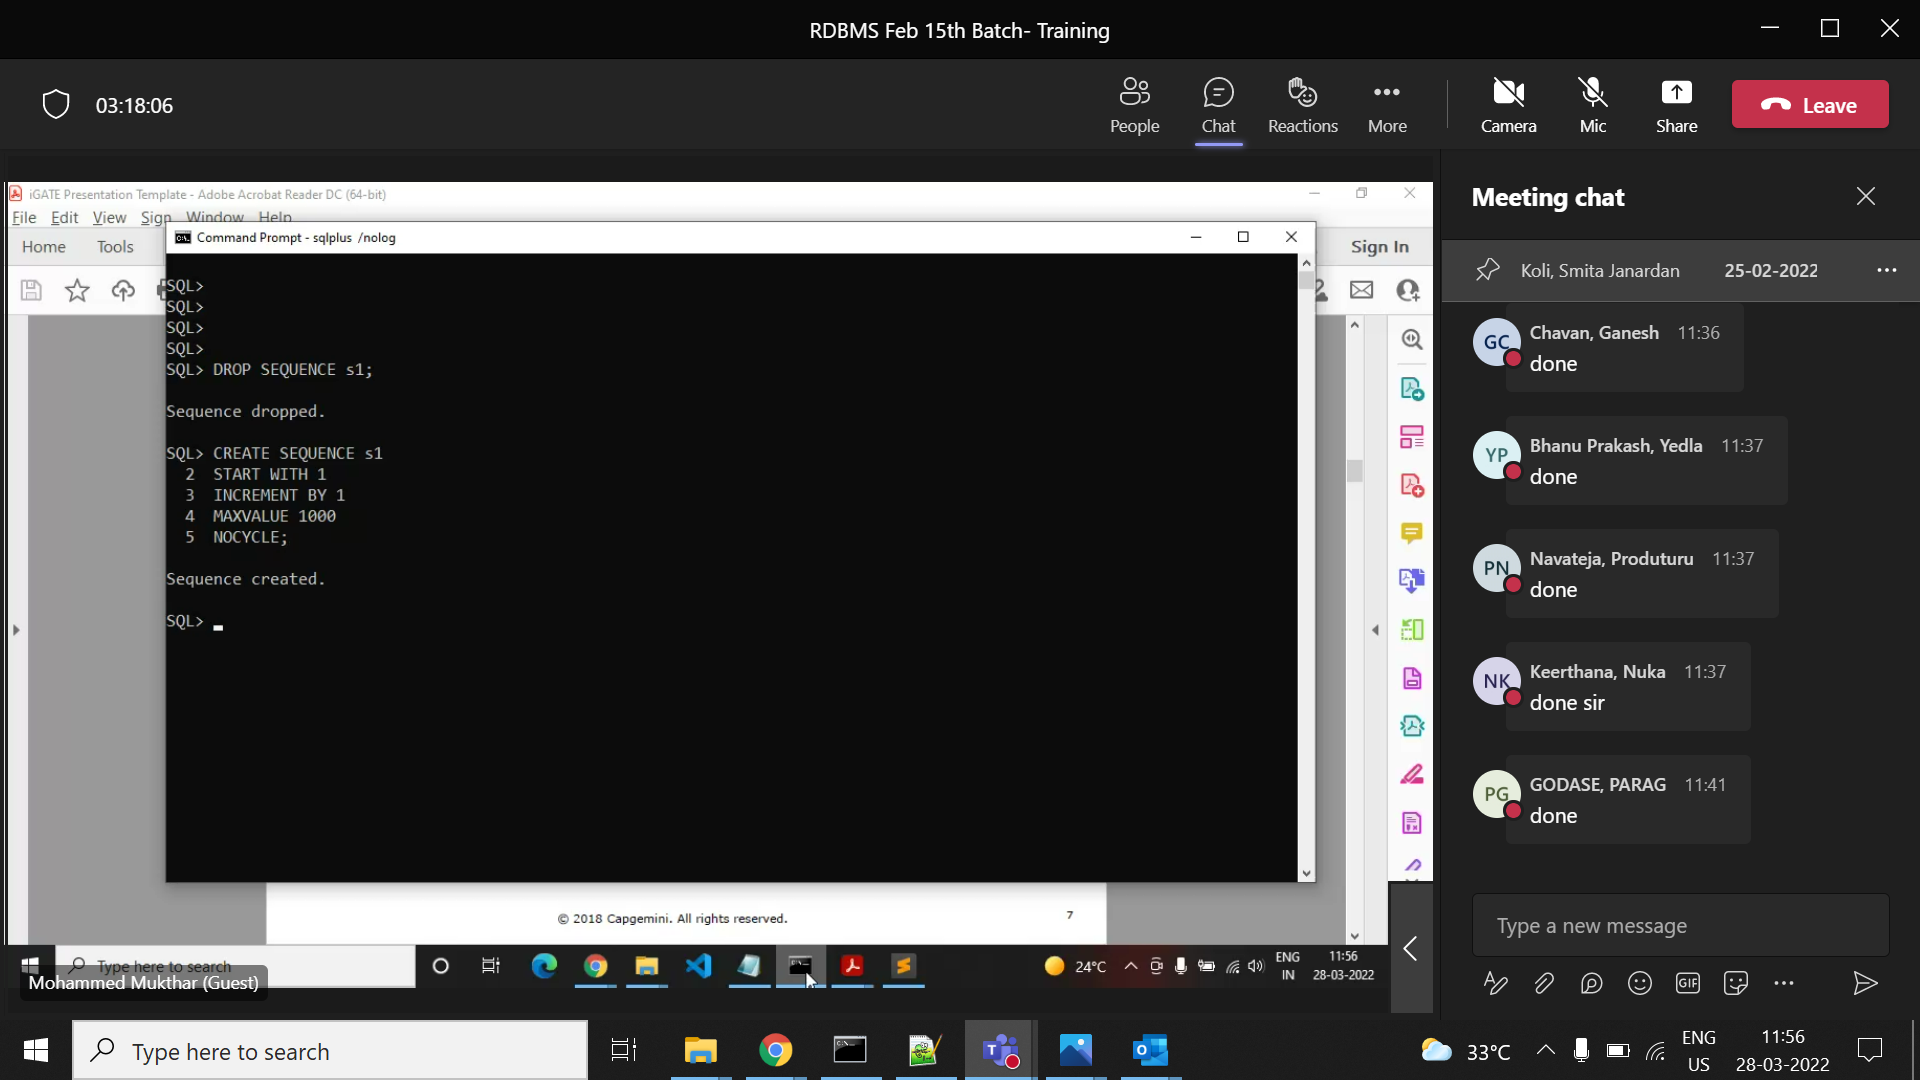 RDBMS Feb 15th Batch- Training
03:18:06
People
Chat
Reactions
More
Camera
Mic
Share
Leave
iGATE Presentation Template - Adobe Acrobat Reader DC (64-bit)
File Edit View Sign Window Help
Home Tools
Sign In
Command Prompt - sqlplus /nolog
SQL>
SQL>
SQL>
SQL>
SQL> DROP SEQUENCE s1;
Sequence dropped.
SQL> CREATE SEQUENCE s1
2 START WITH 1
3 INCREMENT BY 1
4 MAXVALUE 1000
5 NOCYCLE;
Sequence created.
SQL>
© 2018 Capgemini. All rights reserved.
7
Type here to search
24°C
ENG
IN
11:56
28-03-2022
Mohammed Mukthar (Guest)
Meeting chat
Koli, Smita Janardan 25-02-2022
GC
Chavan, Ganesh 11:36
done
YP
Bhanu Prakash, Yedla 11:37
done
PN
Navateja, Produturu 11:37
done
NK
Keerthana, Nuka 11:37
done sir
PG
GODASE, PARAG 11:41
done
Type a new message
GIF
Type here to search
33°C
ENG
US
11:56
28-03-2022